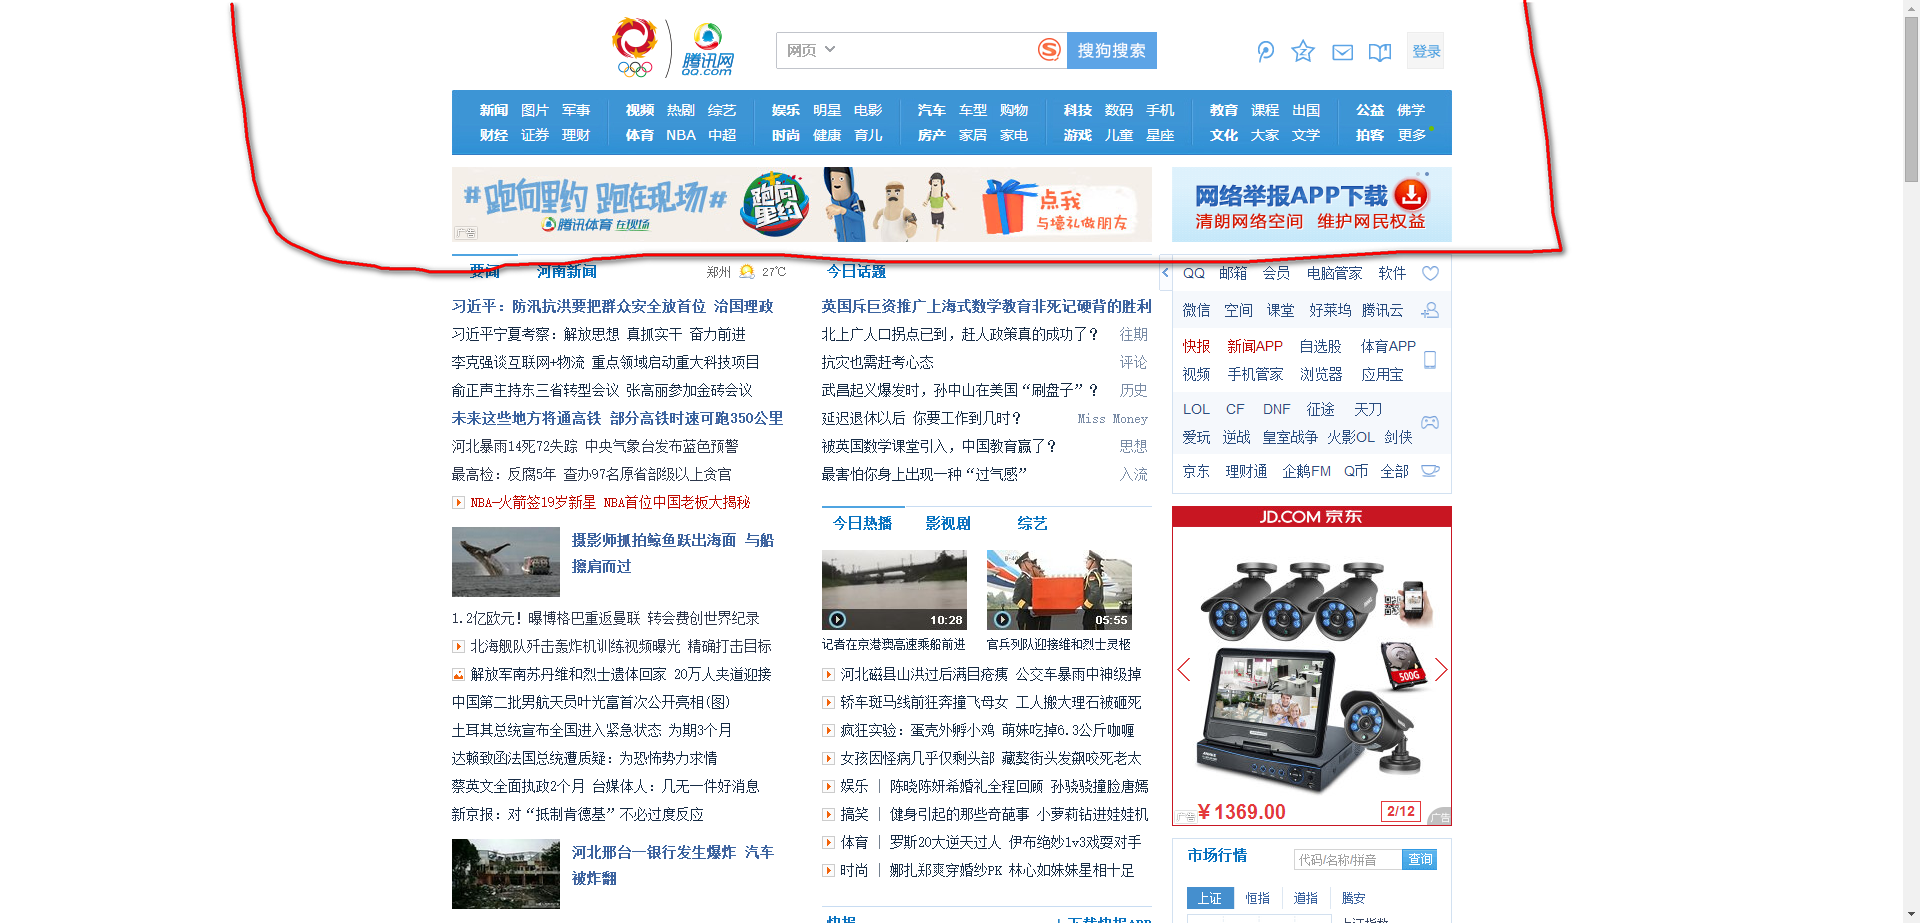 腾讯网
QQ.com
网页
搜狗搜索
登录
新闻 图片 军事 视频 热剧 综艺 娱乐 明星 电影 汽车 车型 购物 科技 数码 手机 教育 课程 出国 公益 佛学
财经 证券 理财 体育 NBA 中超 时尚 健康 育儿 房产 家居 家电 游戏 儿童 星座 文化 大家 文学 拍客 更多
#跑向里约 跑在现场#
腾讯体育 在现场
跑向里约
点我
与境礼做朋友
广告
网络举报APP下载
清朗网络空间 维护网民权益
要闻 河南新闻 郑州 27℃
习近平：防汛抗洪要把群众安全放首位 治国理政
习近平宁夏考察：解放思想 真抓实干 奋力前进
李克强谈互联网+物流 重点领域启动重大科技项目
俞正声主持东三省转型会议 张高丽参加金砖会议
未来这些地方将通高铁 部分高铁时速可跑350公里
河北暴雨14死72失踪 中央气象台发布蓝色预警
最高检：反腐5年 查办97名原省部级以上贪官
NBA-火箭签19岁新星 NBA首位中国老板大揭秘
摄影师抓拍鲸鱼跃出海面 与船
擦肩而过
1.2亿欧元！曝博格巴重返曼联 转会费创世界纪录
北海舰队歼击轰炸机训练视频曝光 精确打击目标
解放军南苏丹维和烈士遗体回家 20万人夹道迎接
中国第二批男航天员叶光富首次公开亮相(图)
土耳其总统宣布全国进入紧急状态 为期3个月
达赖致函法国总统遭质疑：为恐怖势力求情
蔡英文全面执政2个月 台媒体人：几无一件好消息
新京报：对“抵制肯德基”不必过度反应
河北邢台一银行发生爆炸 汽车
被炸翻
今日话题
英国斥巨资推广上海式数学教育非死记硬背的胜利
北上广人口拐点已到，赶人政策真的成功了？ 往期
抗灾也需赶考心态 评论
武昌起义爆发时，孙中山在美国“刷盘子”？ 历史
延迟退休以后 你要工作到几时？ Miss Money
被英国数学课堂引入，中国教育赢了？ 思想
最害怕你身上出现一种“过气感” 入流
今日热播 影视剧 综艺
10:28
05:55
记者在京港澳高速乘船前进
官兵列队迎接维和烈士灵柩
河北磁县山洪过后满目疮痍 公交车暴雨中神级掉
轿车斑马线前狂奔撞飞母女 工人搬大理石被砸死
疯狂实验：蛋壳外孵小鸡 萌妹吃掉6.3公斤咖喱
女孩因怪病几乎仅剩头部 藏獒街头发飙咬死老太
娱乐 | 陈晓陈妍希婚礼全程回顾 孙骁骁撞脸唐嫣
搞笑 | 健身引起的那些奇葩事 小萝莉钻进娃娃机
体育 | 罗斯20大逆天过人 伊布绝妙1v3戏耍对手
时尚 | 娜扎郑爽穿婚纱PK 林心如妹妹星相十足
快报 下载快报APP
QQ 邮箱 会员 电脑管家 软件
微信 空间 课堂 好莱坞 腾讯云
快报 新闻APP 自选股 体育APP
视频 手机管家 浏览器 应用宝
LOL CF DNF 征途 天刀
爱玩 逆战 皇室战争 火影OL 剑侠
京东 理财通 企鹅FM Q币 全部
JD.COM 京东
500G
￥1369.00
2/12
广告
广告
市场行情
代码/名称/拼音
查询
上证 恒指 道指 腾安
上证指数